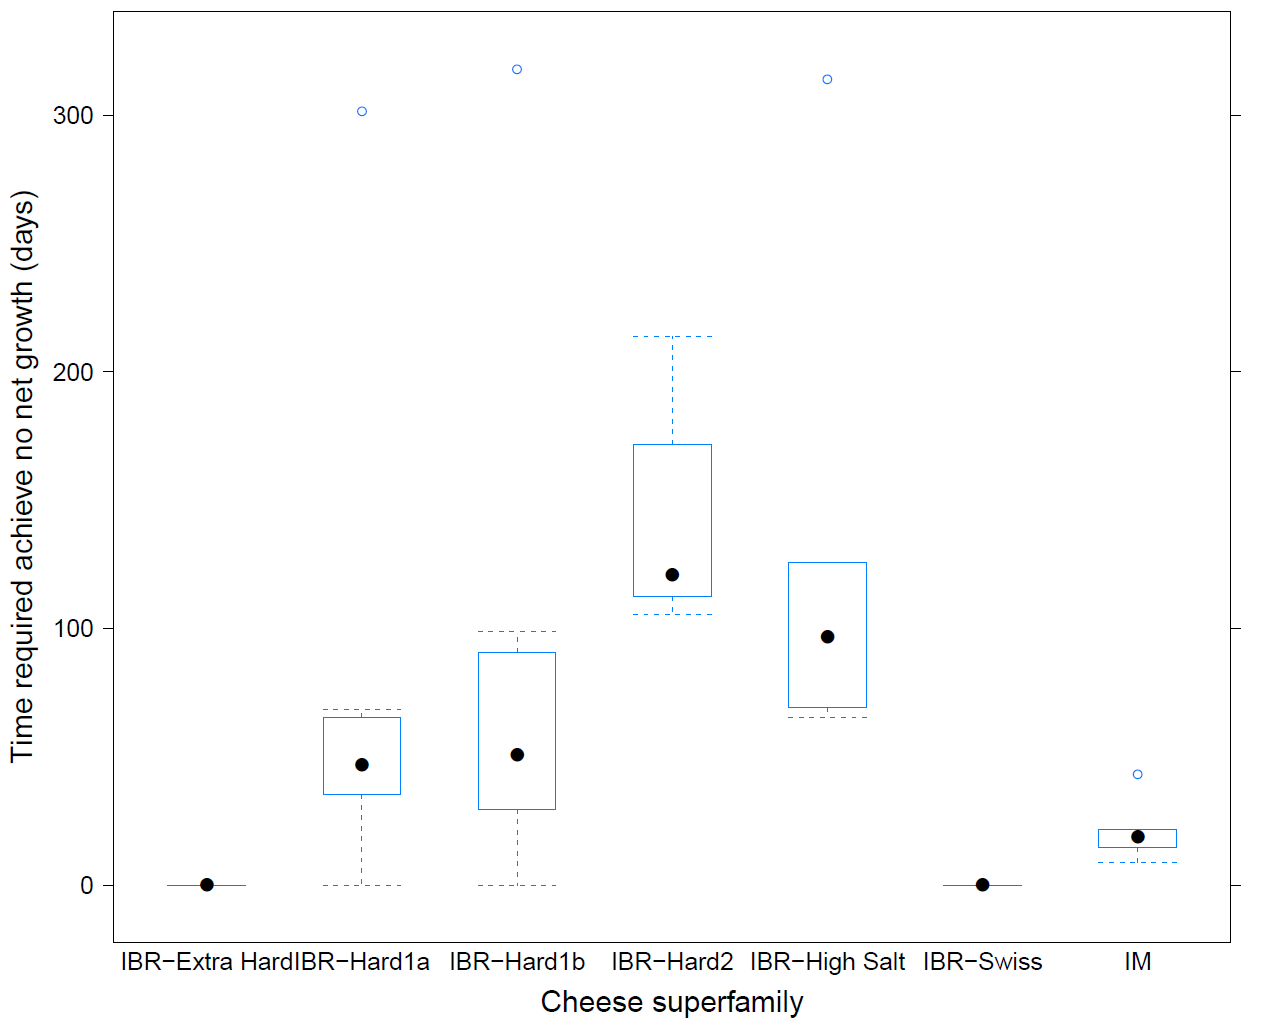 Time required achieve no net growth (days)
300
200
100
0
IBR−Extra Hard IBR−Hard1a IBR−Hard1b IBR−Hard2 IBR−High Salt IBR−Swiss IM
Cheese superfamily